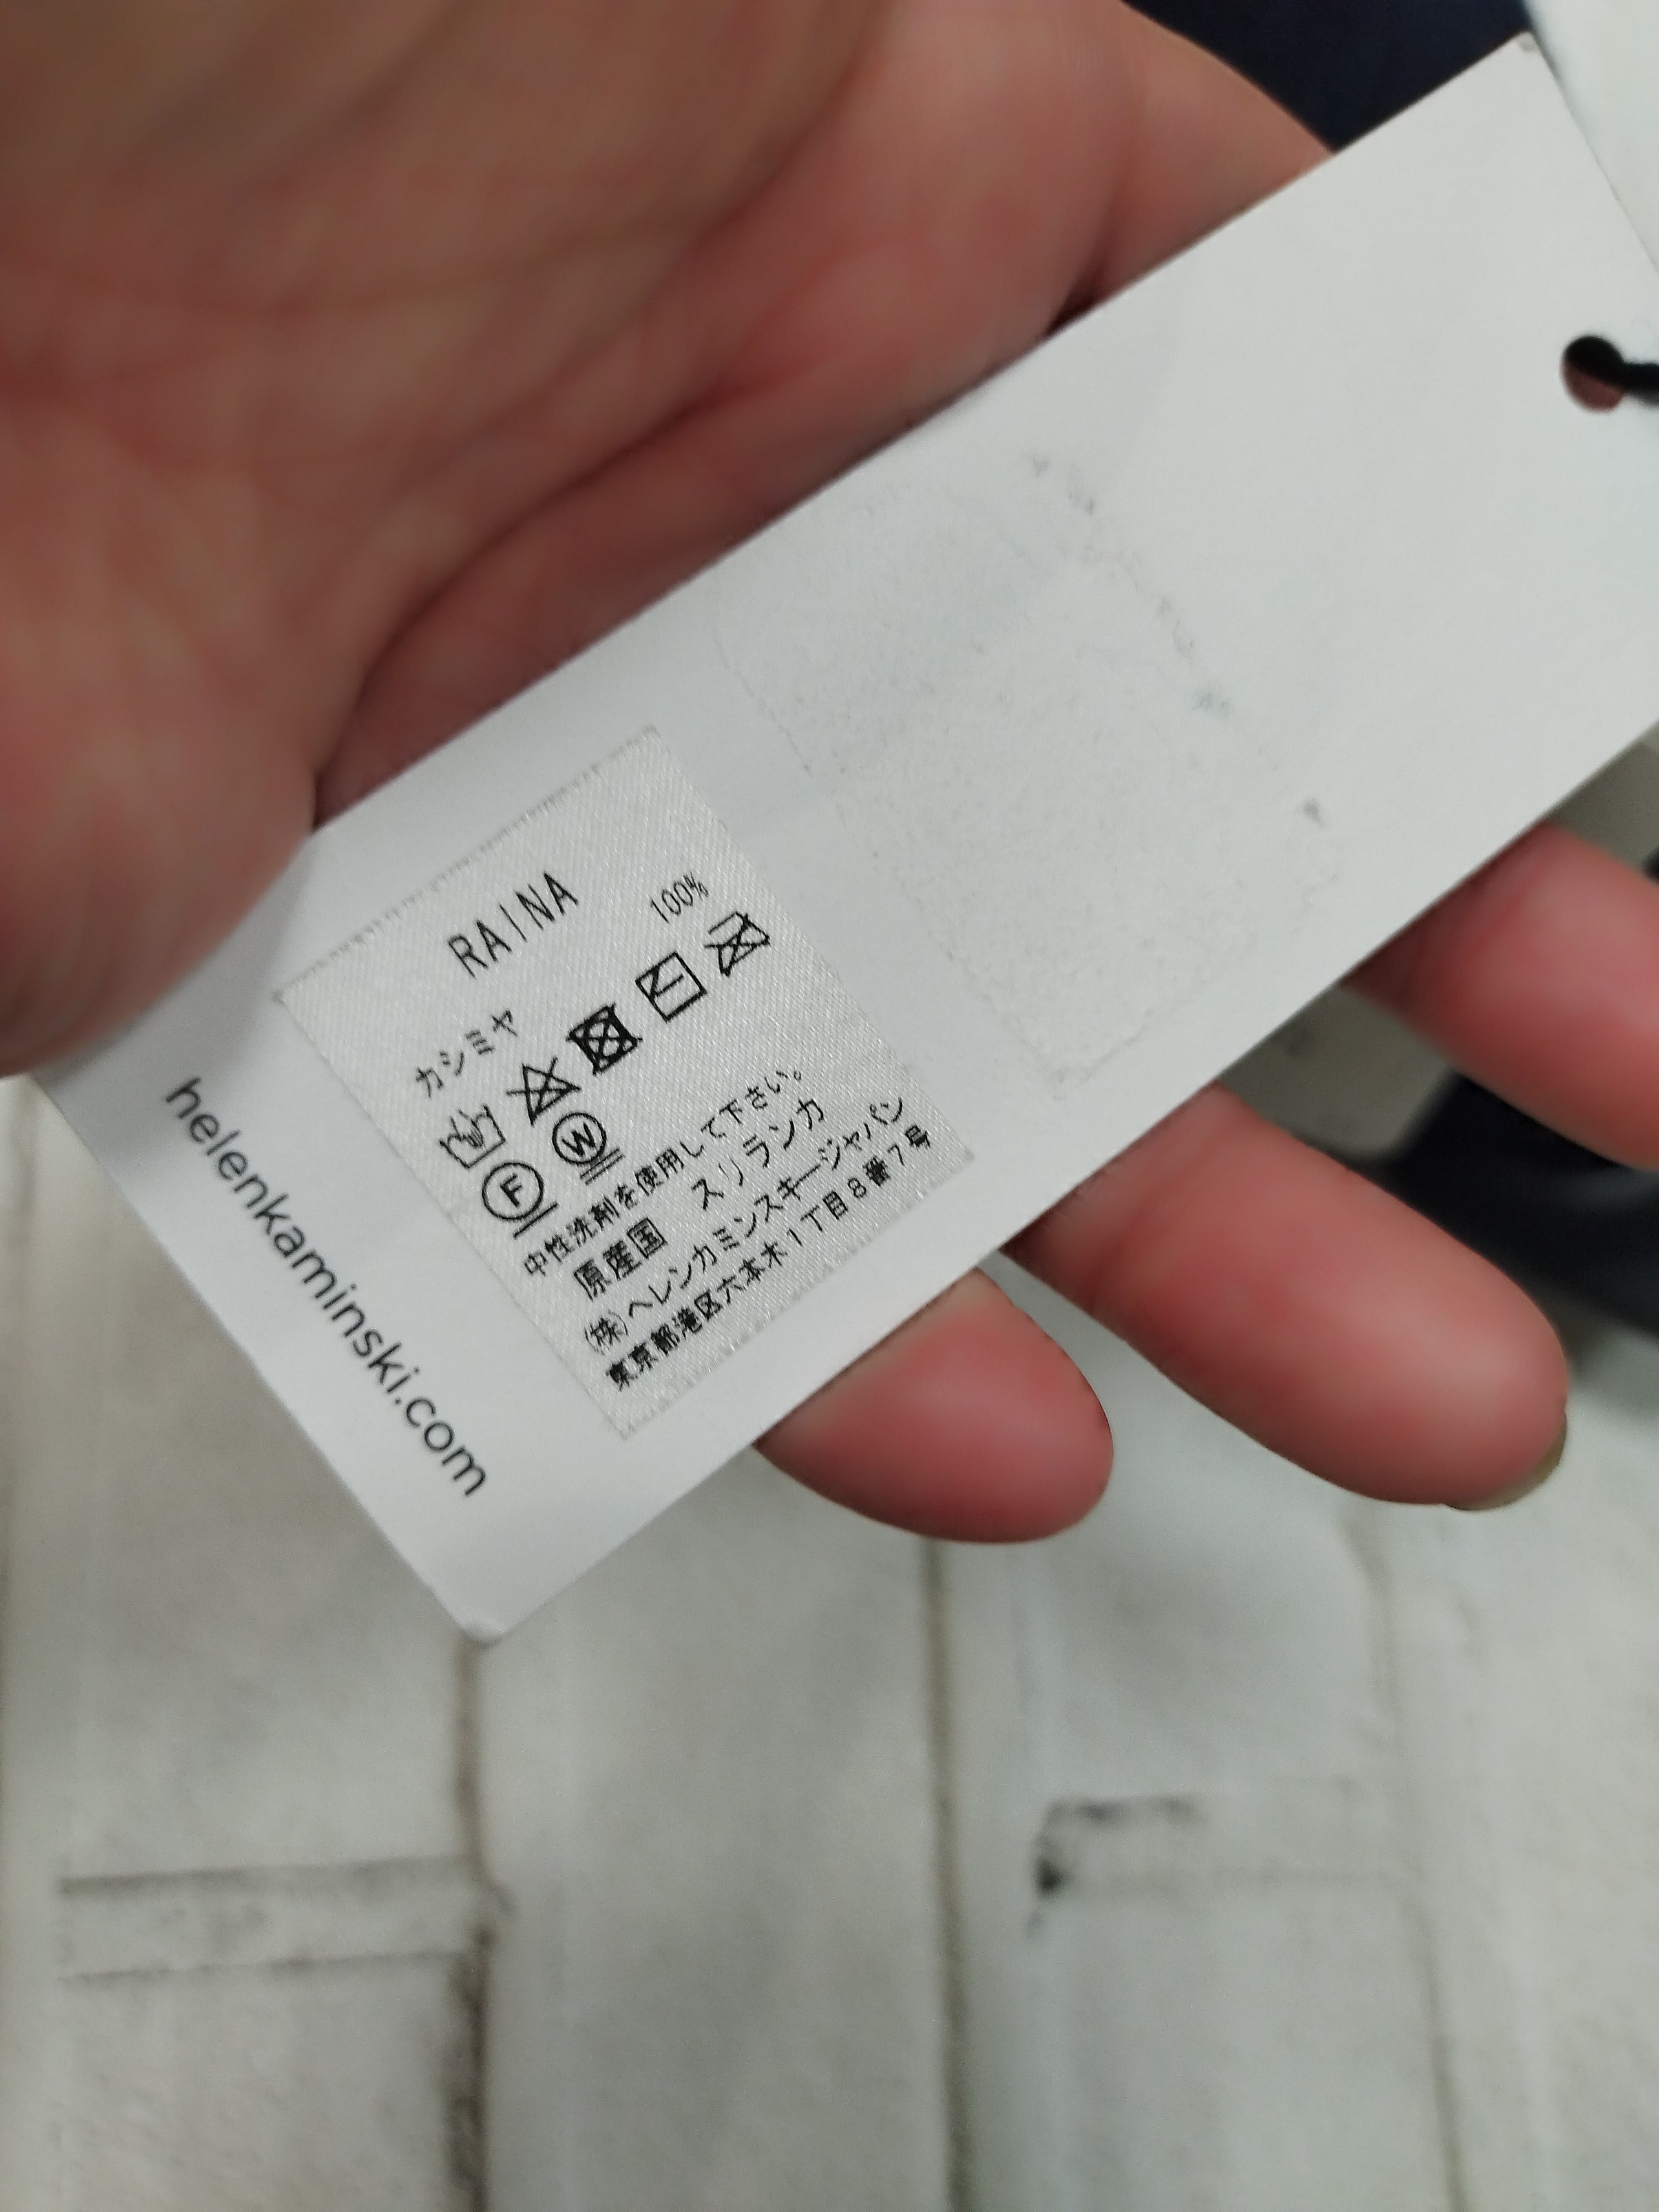 RAINA
カシミヤ 100%
F W
中性洗剤を使用して下さい。
原産国 スリランカ
(株)ヘレンカミンスキージャパン
東京都港区六本木1丁目8番7号
helenkaminski.com